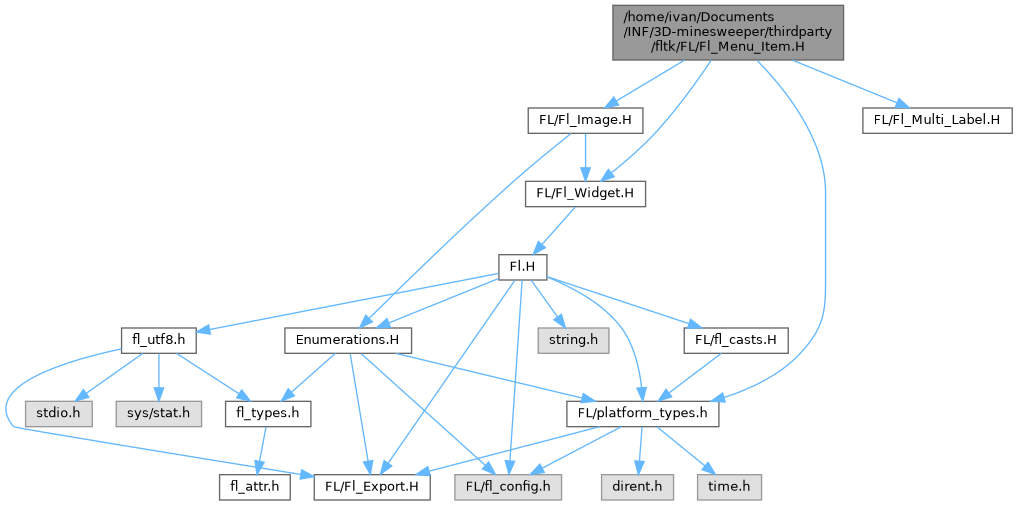 /home/ivan/Documents
/INF/3D-minesweeper/thirdparty
/fltk/FL/Fl_Menu_Item.H
FL/Fl_Image.H
FL/Fl_Multi_Label.H
FL/Fl_Widget.H
Fl.H
fl_utf8.h
Enumerations.H
string.h
FL/fl_casts.H
stdio.h
sys/stat.h
fl_types.h
FL/platform_types.h
fl_attr.h
FL/Fl_Export.H
FL/fl_config.h
dirent.h
time.h